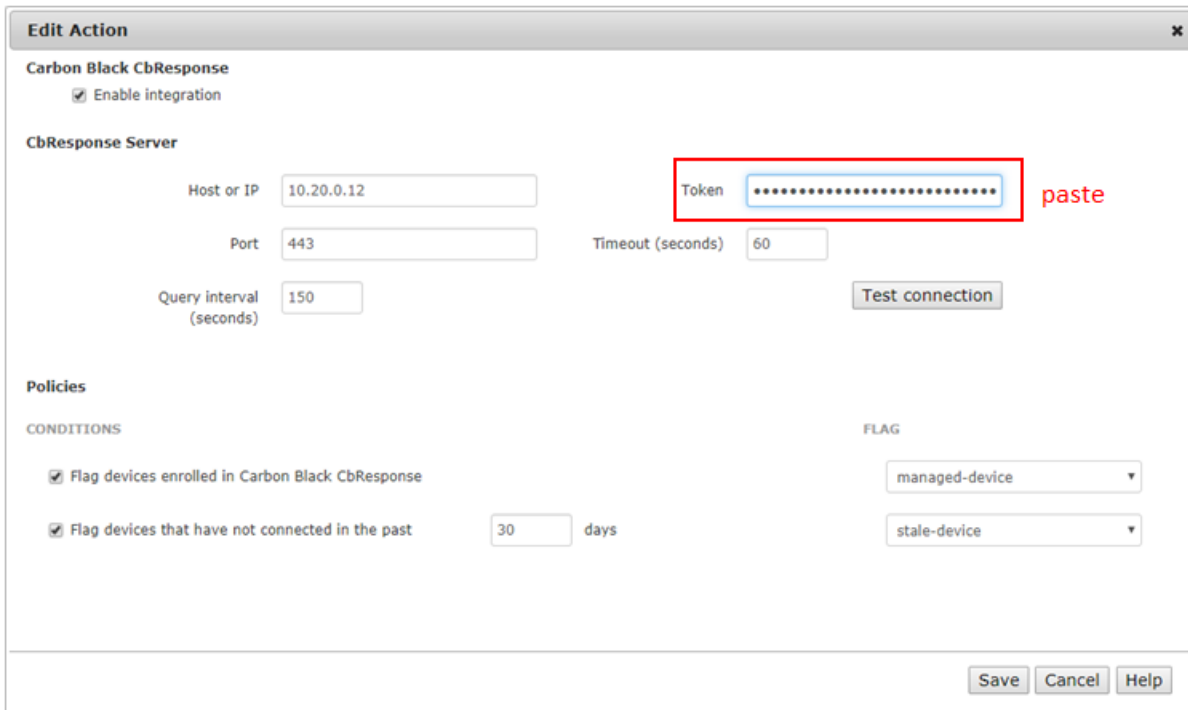 Edit Action
Carbon Black CbResponse
Enable integration
CbResponse Server
Host or IP 10.20.0.12 Token •••••••••••••••••••••••••••• paste
Port 443 Timeout (seconds) 60
Query interval 150 Test connection
(seconds)
Policies
CONDITIONS FLAG
Flag devices enrolled in Carbon Black CbResponse managed-device
Flag devices that have not connected in the past 30 days stale-device
Save Cancel Help